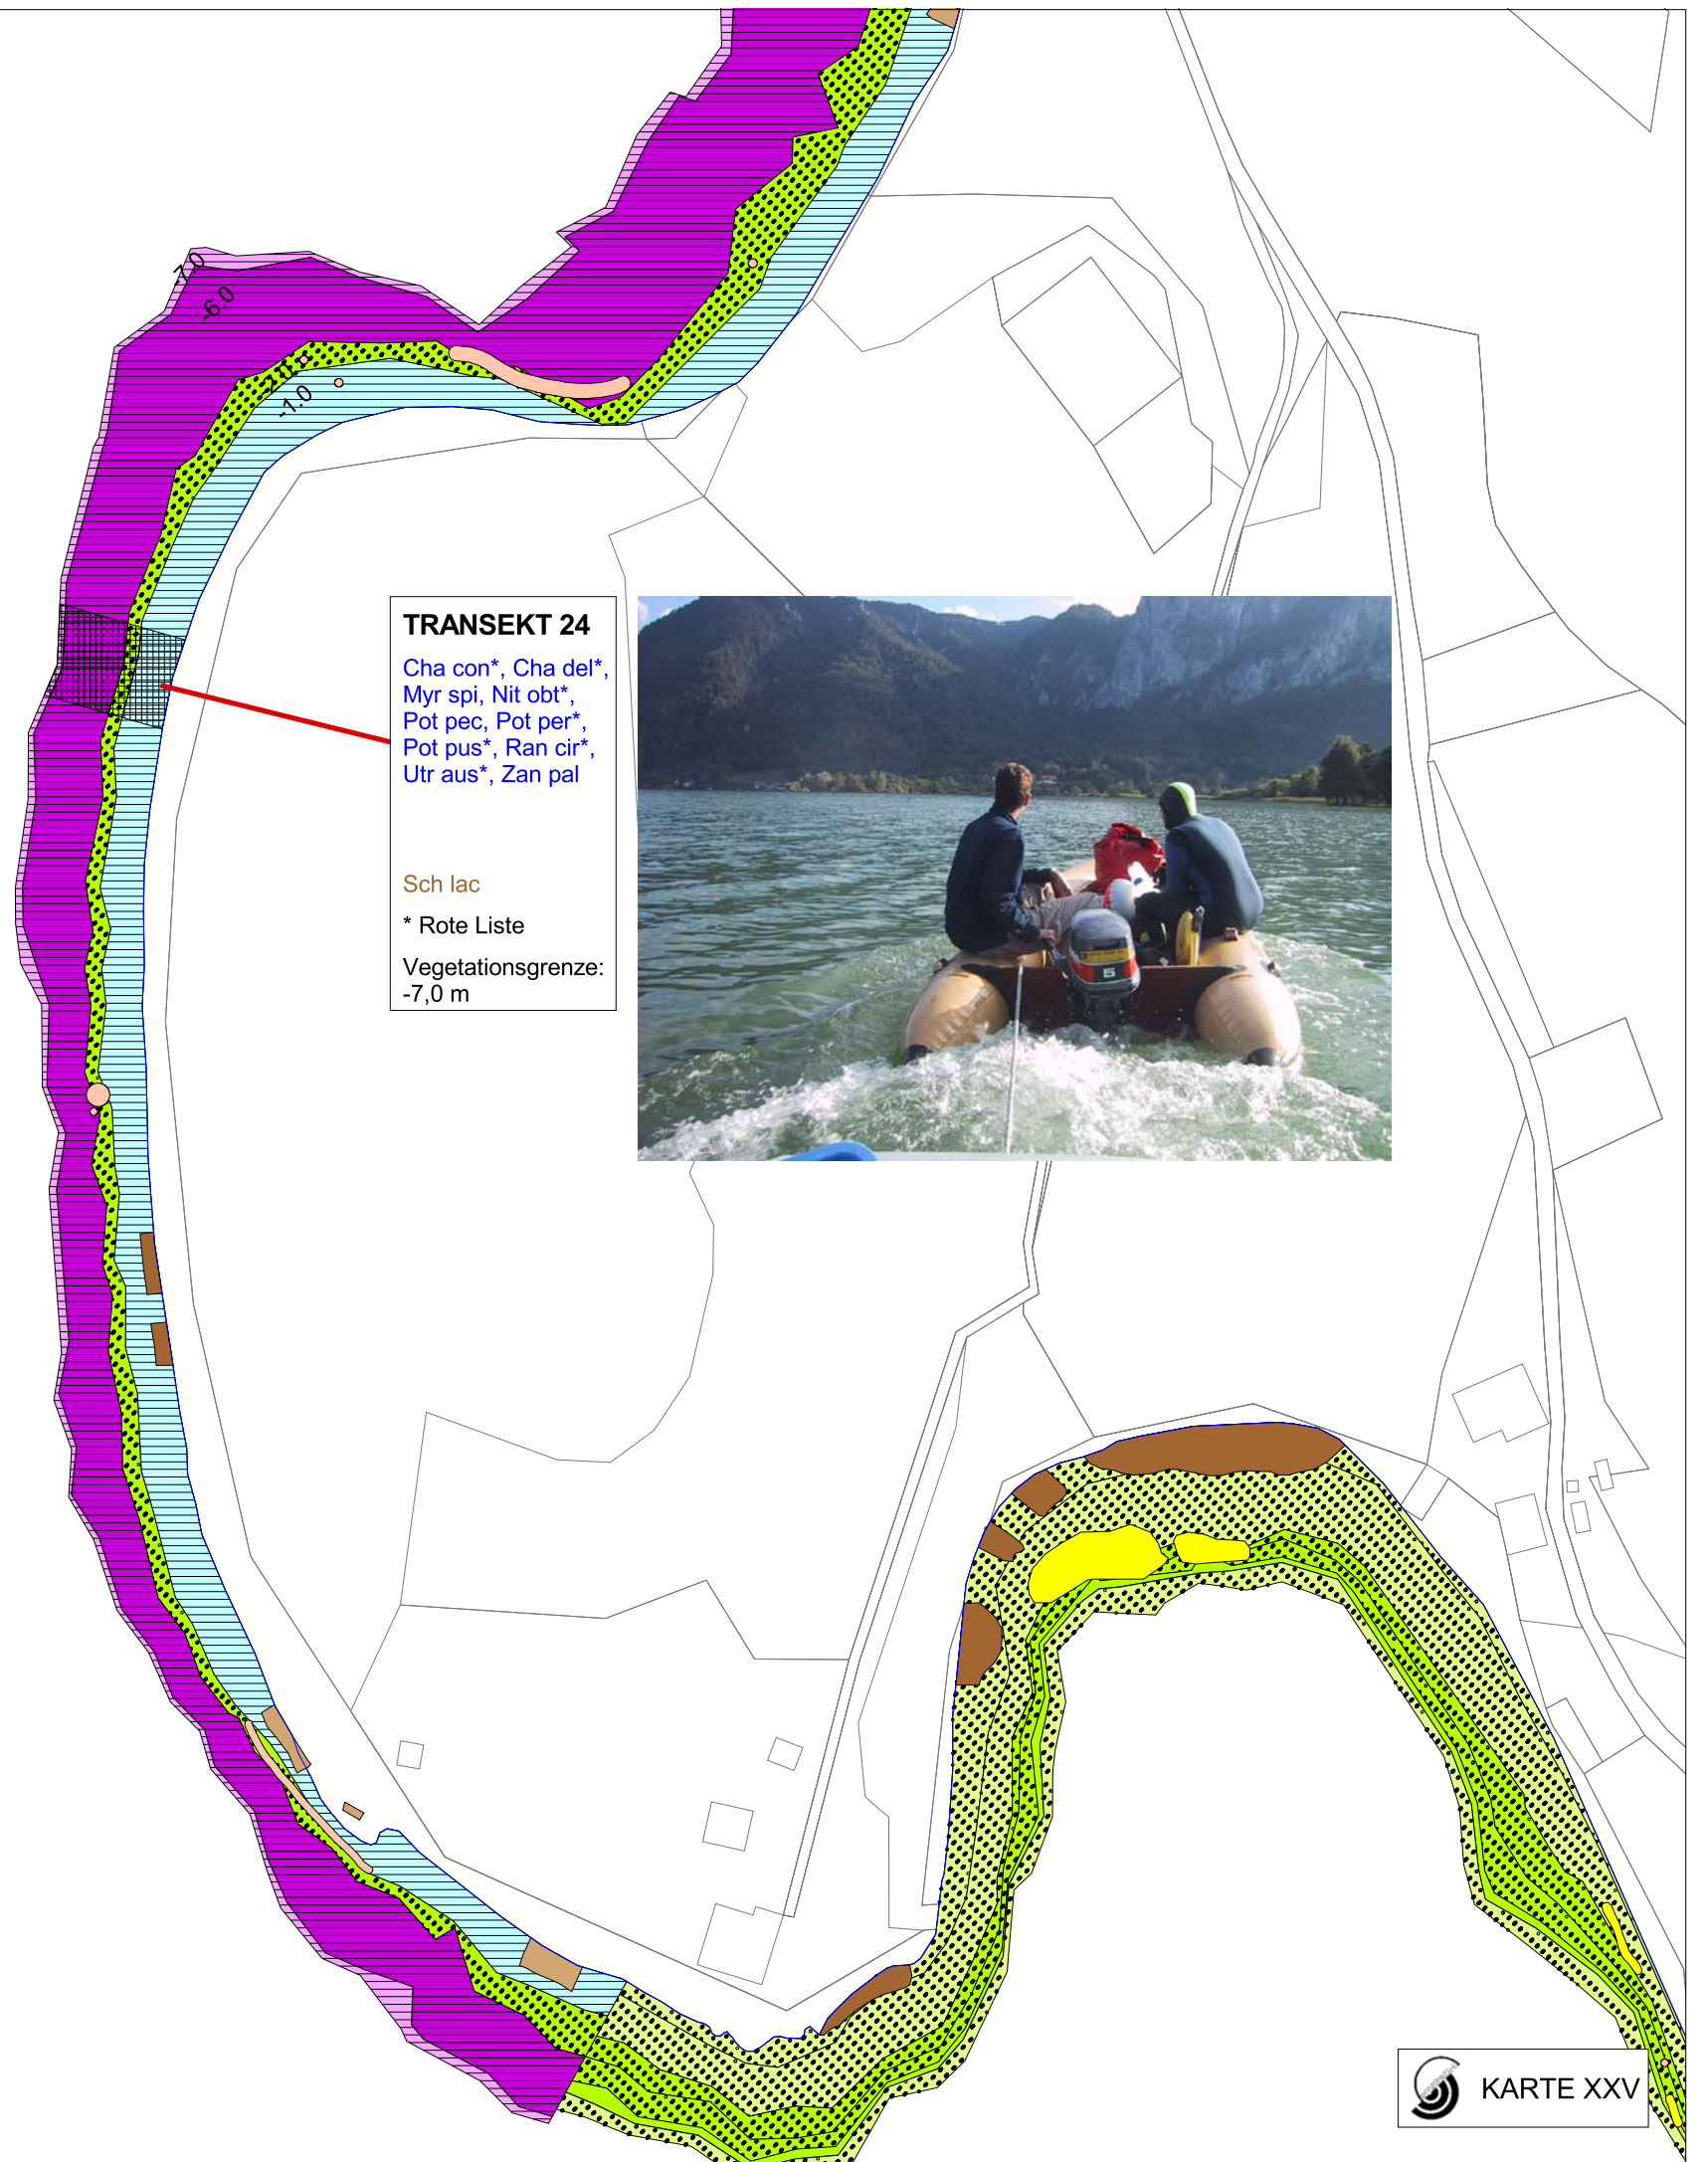 -7.0
-6.0
-2.0
-1.0
TRANSEKT 24
Cha con*, Cha del*,
Myr spi, Nit obt*,
Pot pec, Pot per*,
Pot pus*, Ran cir*,
Utr aus*, Zan pal
Sch lac
* Rote Liste
Vegetationsgrenze:
-7,0 m
5
KARTE XXV